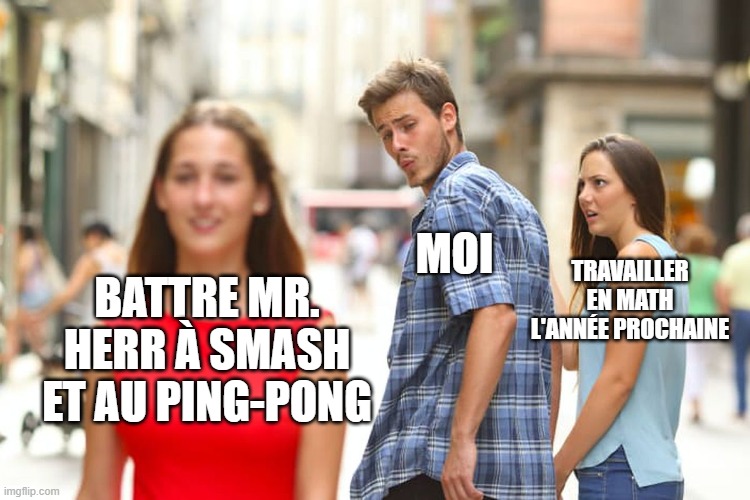 BATTRE MR.
HERR À SMASH
ET AU PING-PONG
MOI
TRAVAILLER
EN MATH
L'ANNÉE PROCHAINE
imgflip.com